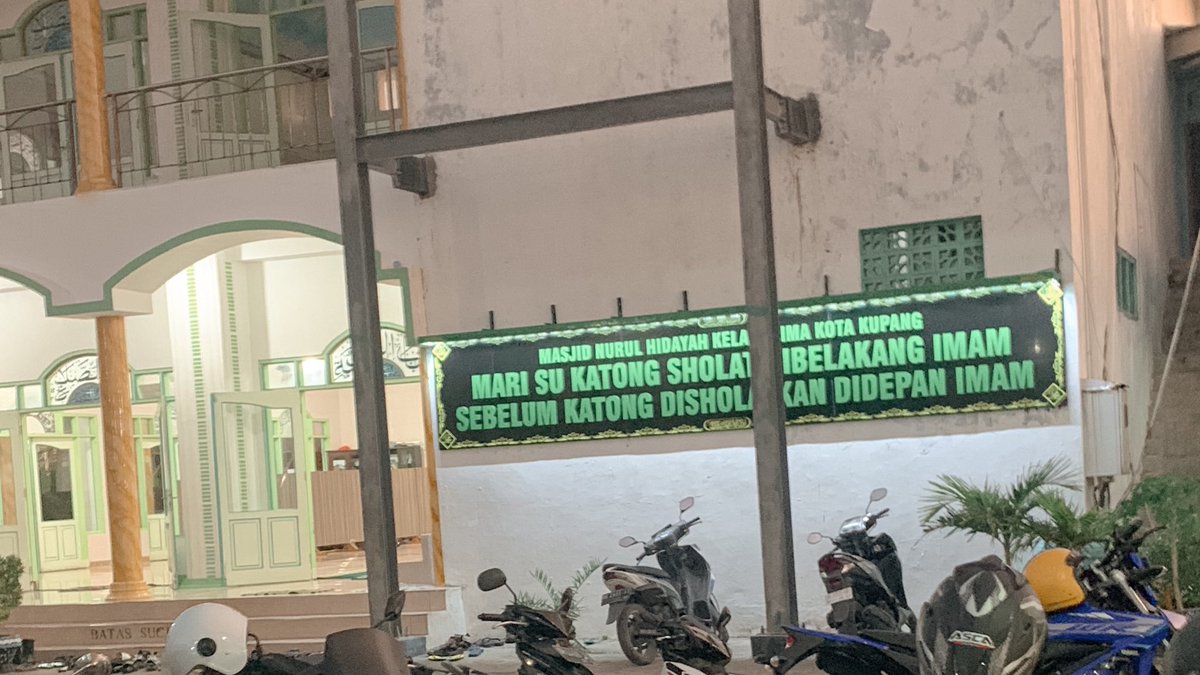 MASJID NURUL HIDAYAH KELA IMA KOTA KUPANG
MARI SU KATONG SHOLAT IBELAKANG IMAM
SEBELUM KATONG DISHOLA KAN DIDEPAN IMAM
BATAS SUCI
ASCA